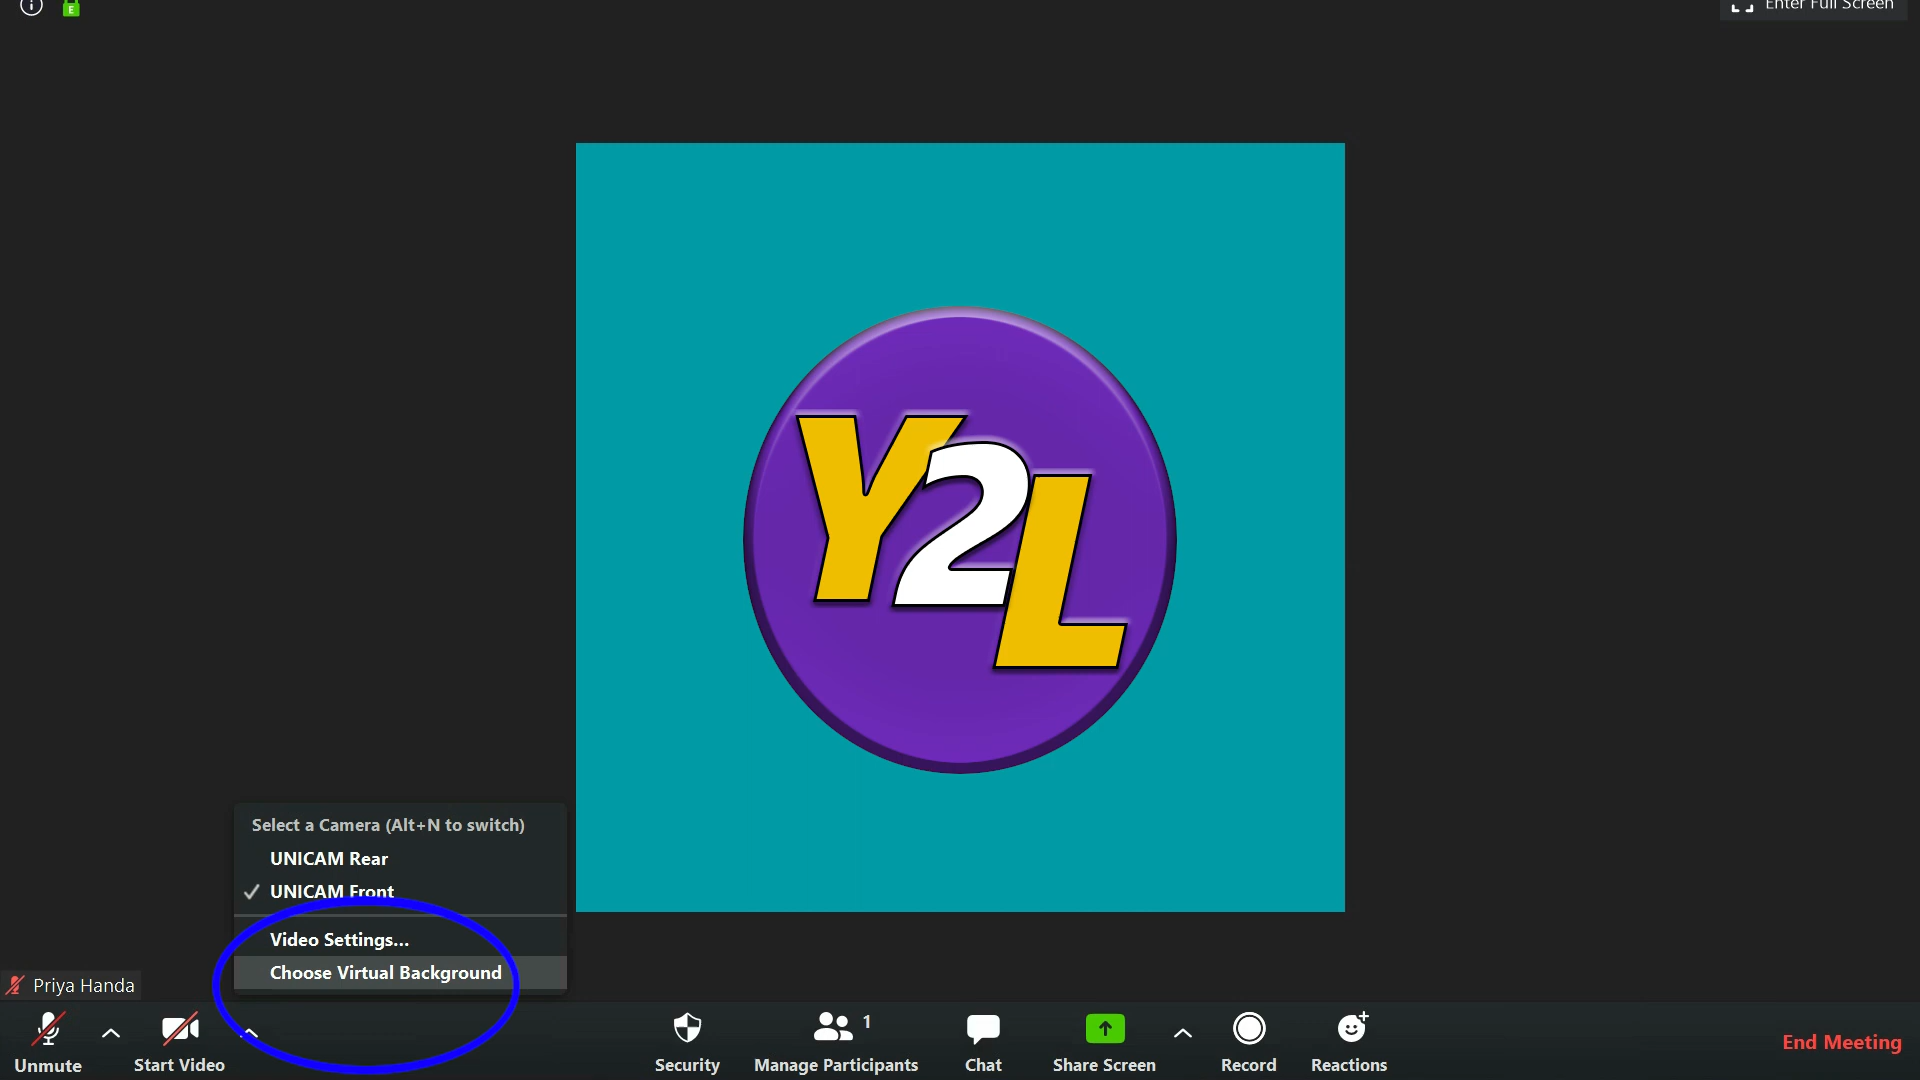 E
Enter Full Screen
Y2L
Select a Camera (Alt+N to switch)
UNICAM Rear
UNICAM Front
Video Settings...
Choose Virtual Background
Priya Handa
1
Unmute
Start Video
Security
Manage Participants
Chat
Share Screen
Record
Reactions
End Meeting